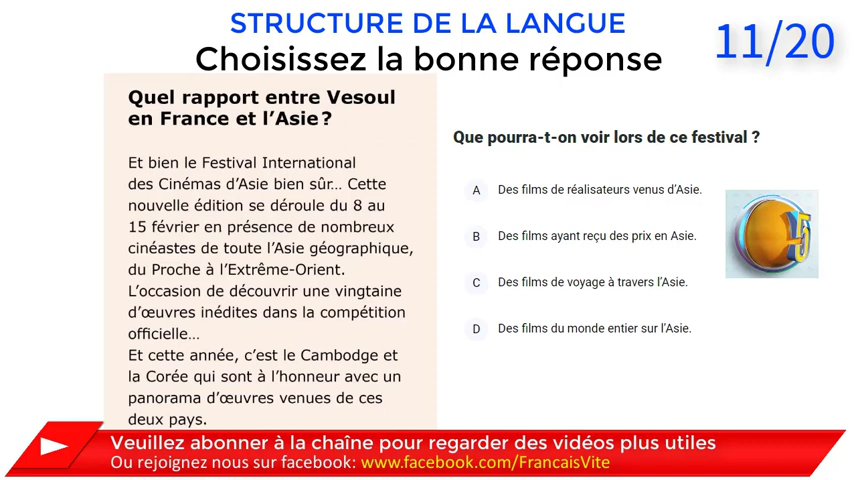 STRUCTURE DE LA LANGUE
Choisissez la bonne réponse
11/20
Quel rapport entre Vesoul
en France et l’Asie ?
Et bien le Festival International
des Cinémas d’Asie bien sûr... Cette
nouvelle édition se déroule du 8 au
15 février en présence de nombreux
cinéastes de toute l’Asie géographique,
du Proche à l’Extrême-Orient.
L’occasion de découvrir une vingtaine
d’œuvres inédites dans la compétition
officielle...
Et cette année, c’est le Cambodge et
la Corée qui sont à l’honneur avec un
panorama d’œuvres venues de ces
deux pays.
Que pourra-t-on voir lors de ce festival ?
A Des films de réalisateurs venus d’Asie.
B Des films ayant reçu des prix en Asie.
C Des films de voyage à travers l’Asie.
D Des films du monde entier sur l’Asie.
5
Veuillez abonner à la chaîne pour regarder des vidéos plus utiles
Ou rejoignez nous sur facebook: www.facebook.com/FrancaisVite